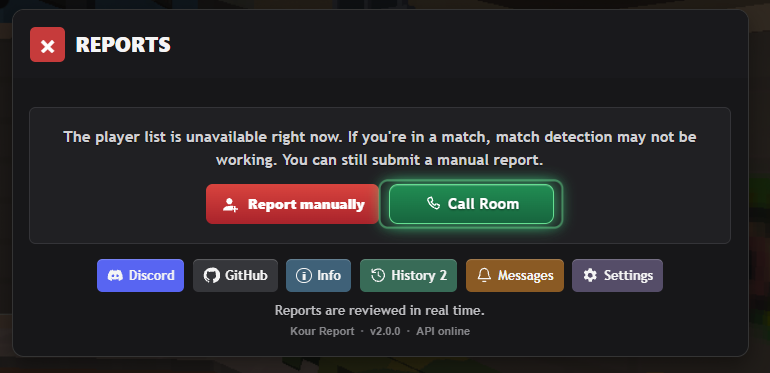 REPORTS
The player list is unavailable right now. If you're in a match, match detection may not be
working. You can still submit a manual report.
Report manually Call Room
Discord GitHub Info History 2 Messages Settings
Reports are reviewed in real time.
Kour Report · v2.0.0 · API online